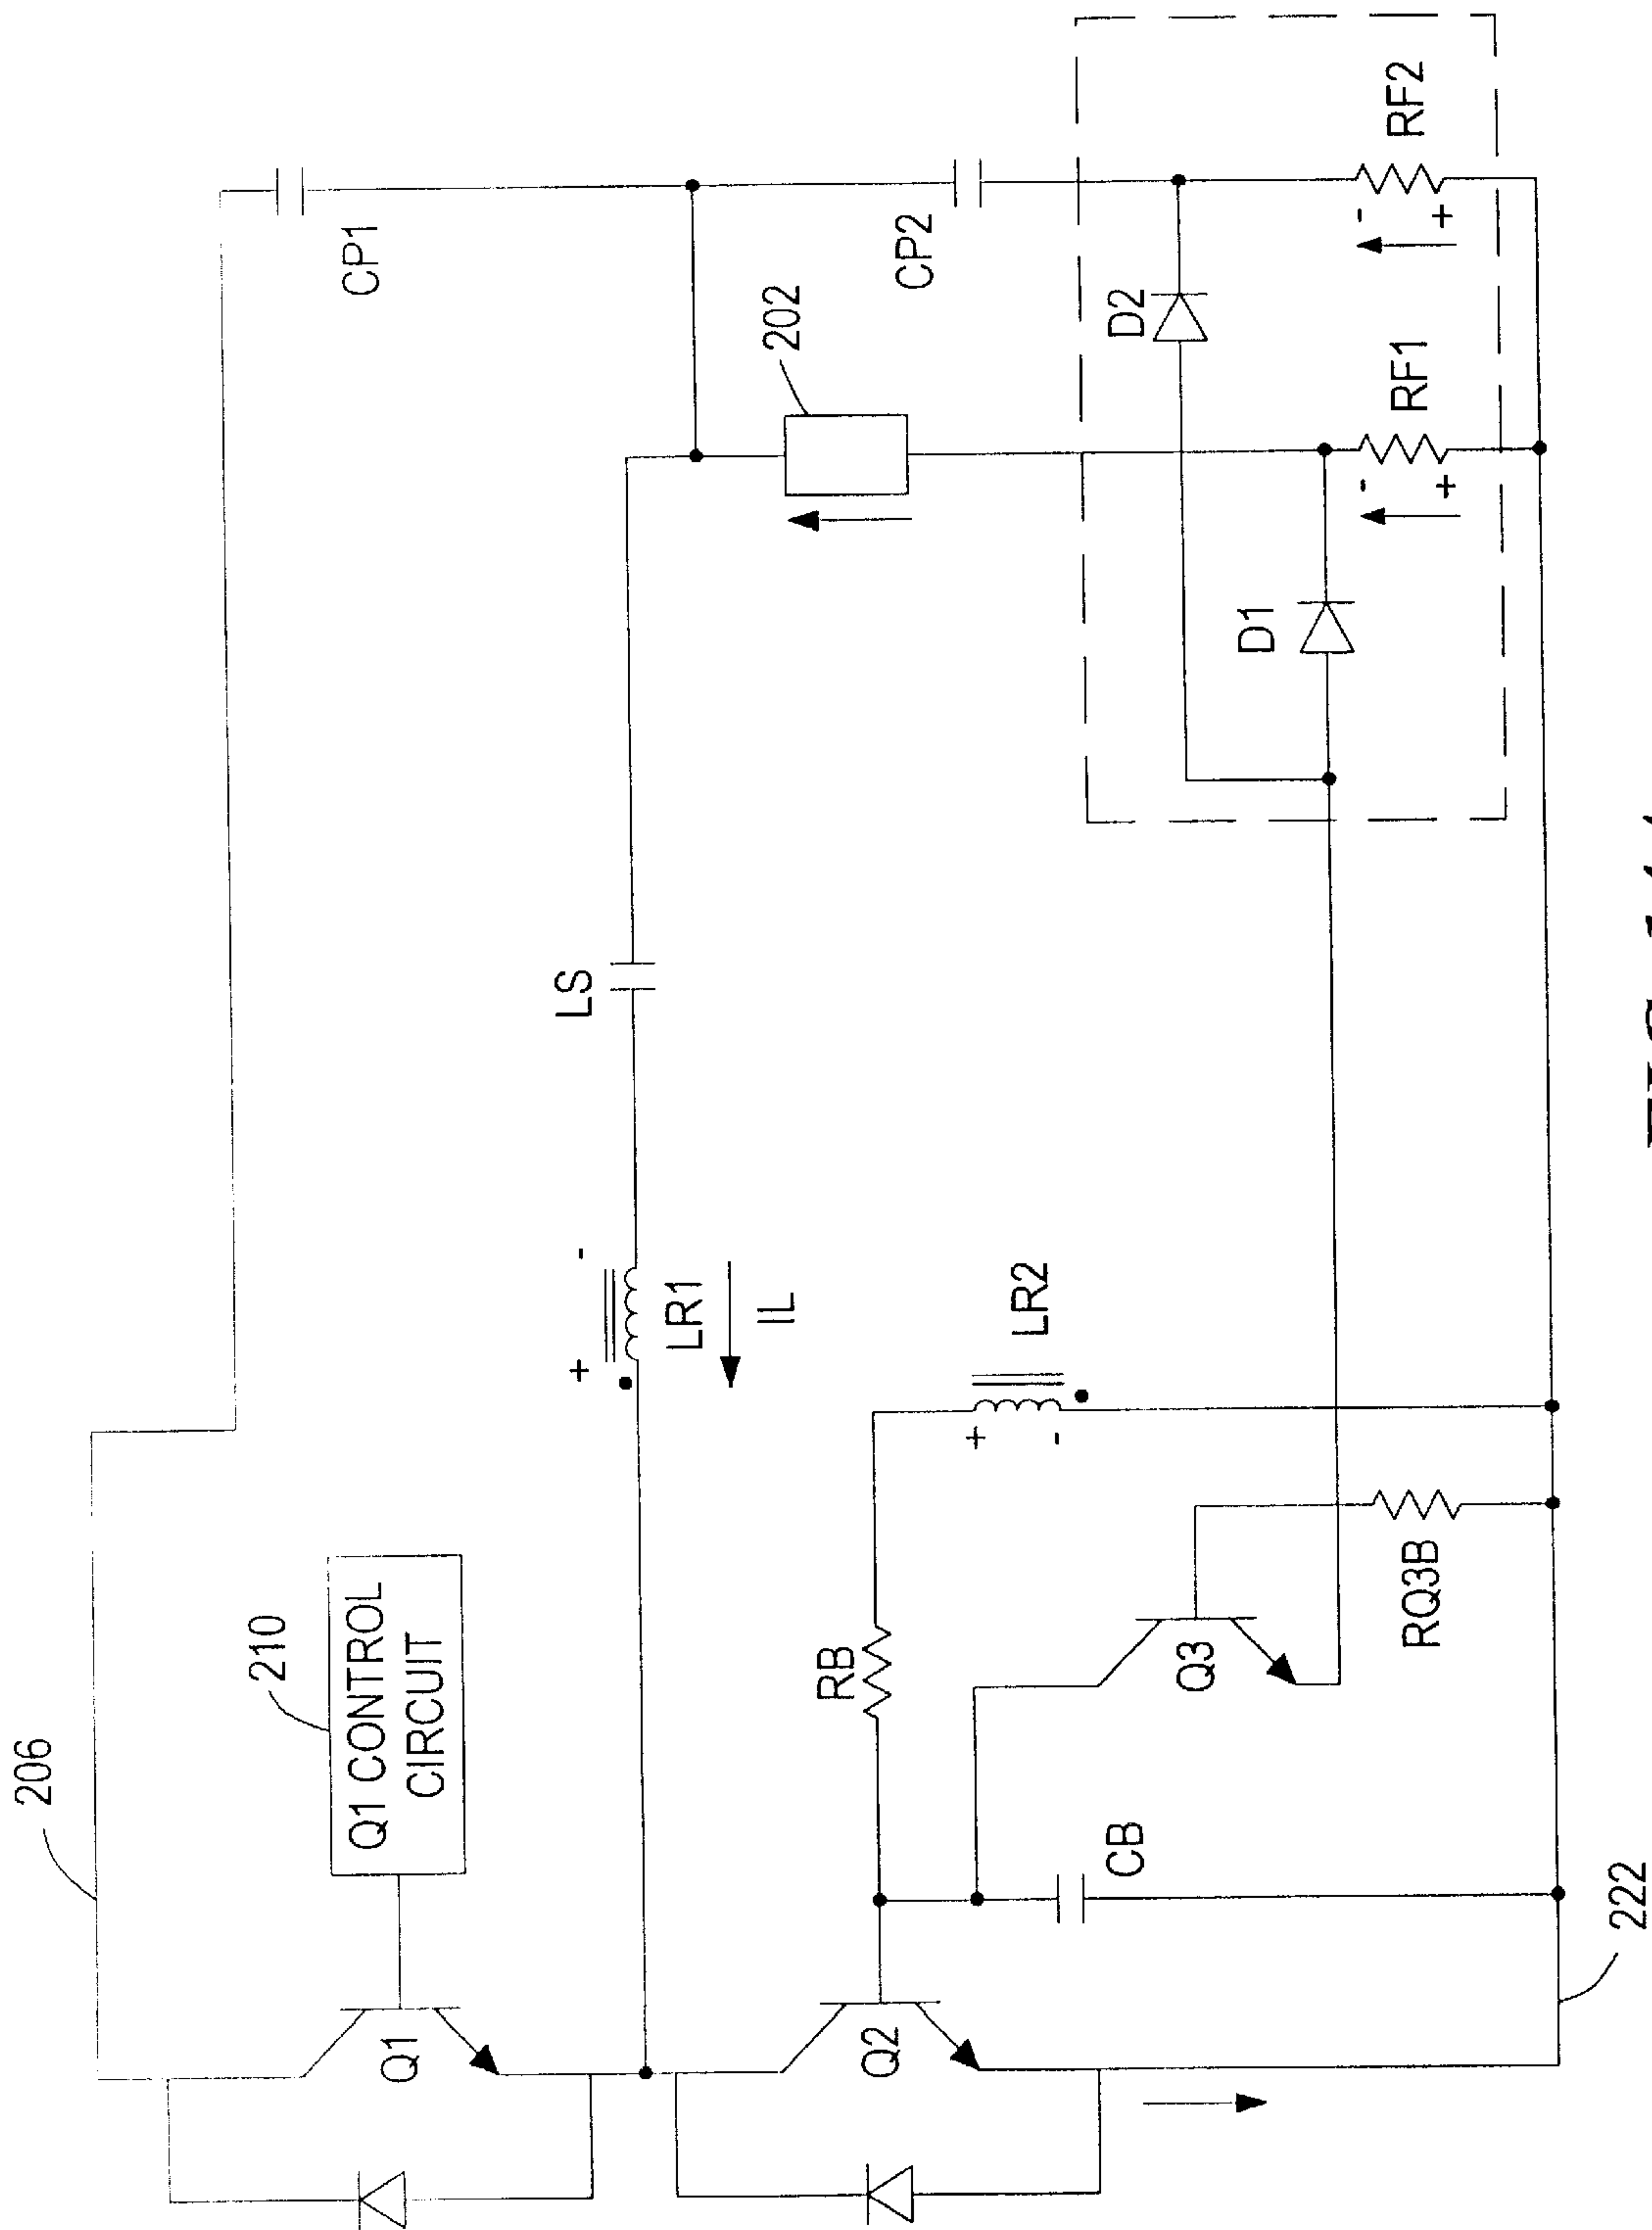 206
210
Q1 CONTROL
CIRCUIT
CP1
Q1
LS
+
-
LR1
IL
202
CP2
D2
RF2
-
+
RB
LR2
+
-
Q2
CB
Q3
RQ3B
D1
RF1
-
+
222